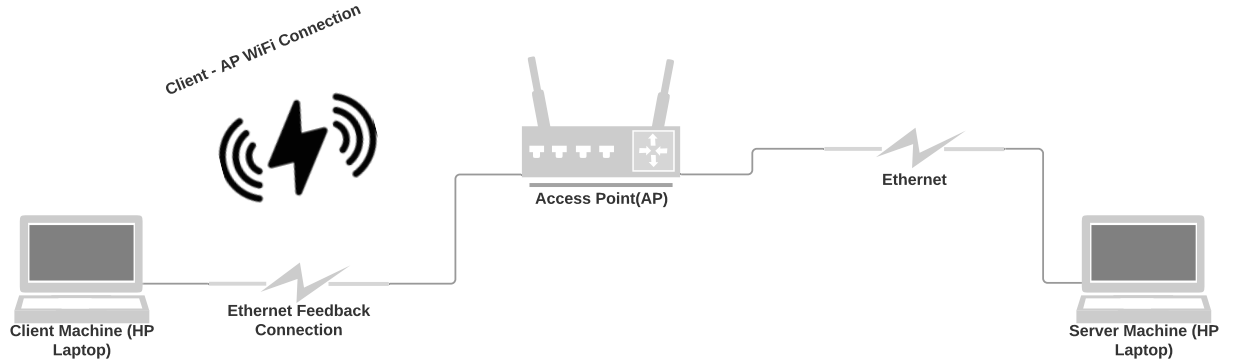 Client - AP WiFi Connection
Access Point(AP)
Ethernet
Ethernet Feedback
Connection
Client Machine (HP
Laptop)
Server Machine (HP
Laptop)